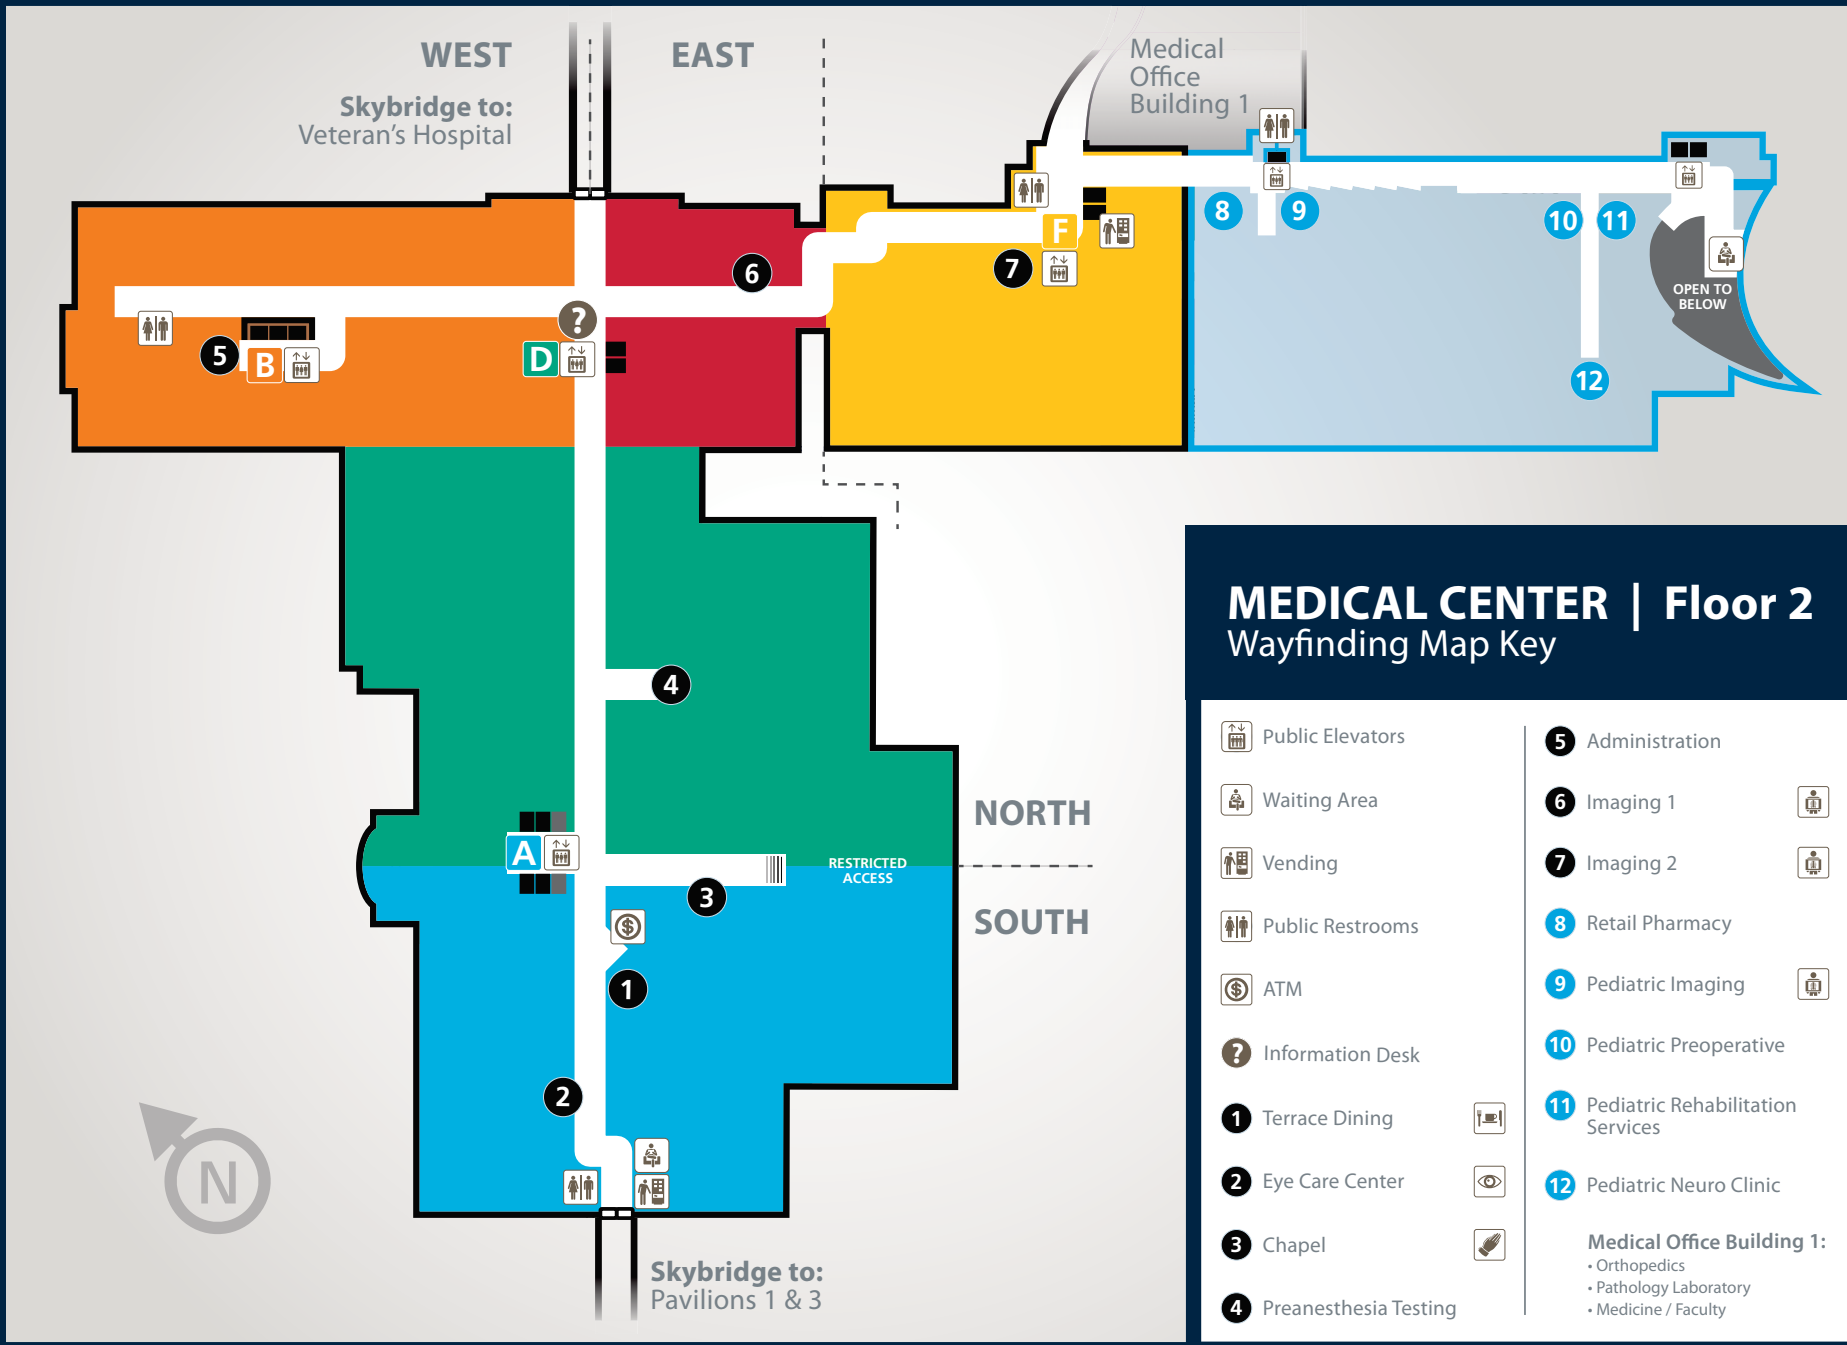 WEST
EAST
Skybridge to:
Veteran's Hospital
Medical
Office
Building 1
8
9
10
11
F
6
7
OPEN TO
BELOW
?
5
B
D
12
4
NORTH
A
RESTRICTED
ACCESS
3
SOUTH
$
1
2
N
Skybridge to:
Pavilions 1 & 3
MEDICAL CENTER | Floor 2
Wayfinding Map Key
Public Elevators
Waiting Area
Vending
Public Restrooms
$ ATM
? Information Desk
1 Terrace Dining
2 Eye Care Center
3 Chapel
4 Preanesthesia Testing
5 Administration
6 Imaging 1
7 Imaging 2
8 Retail Pharmacy
9 Pediatric Imaging
10 Pediatric Preoperative
11 Pediatric Rehabilitation
Services
12 Pediatric Neuro Clinic
Medical Office Building 1:
• Orthopedics
• Pathology Laboratory
• Medicine / Faculty